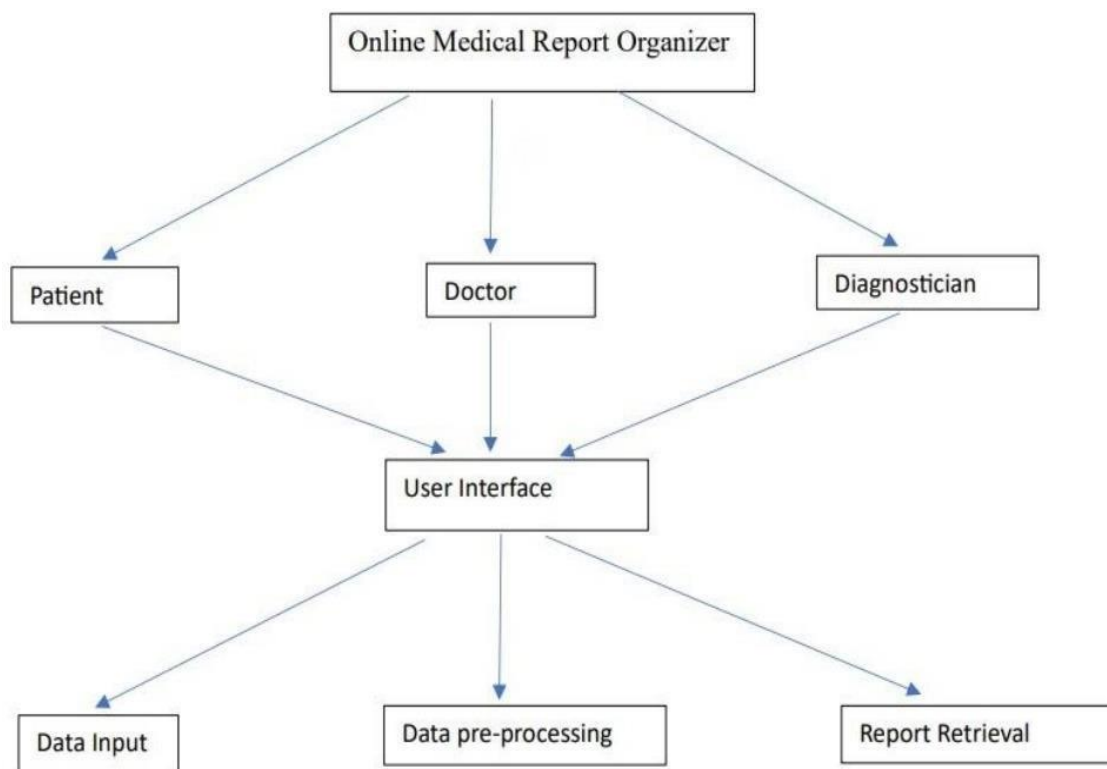 Online Medical Report Organizer
Patient
Doctor
Diagnostician
User Interface
Data Input
Data pre-processing
Report Retrieval